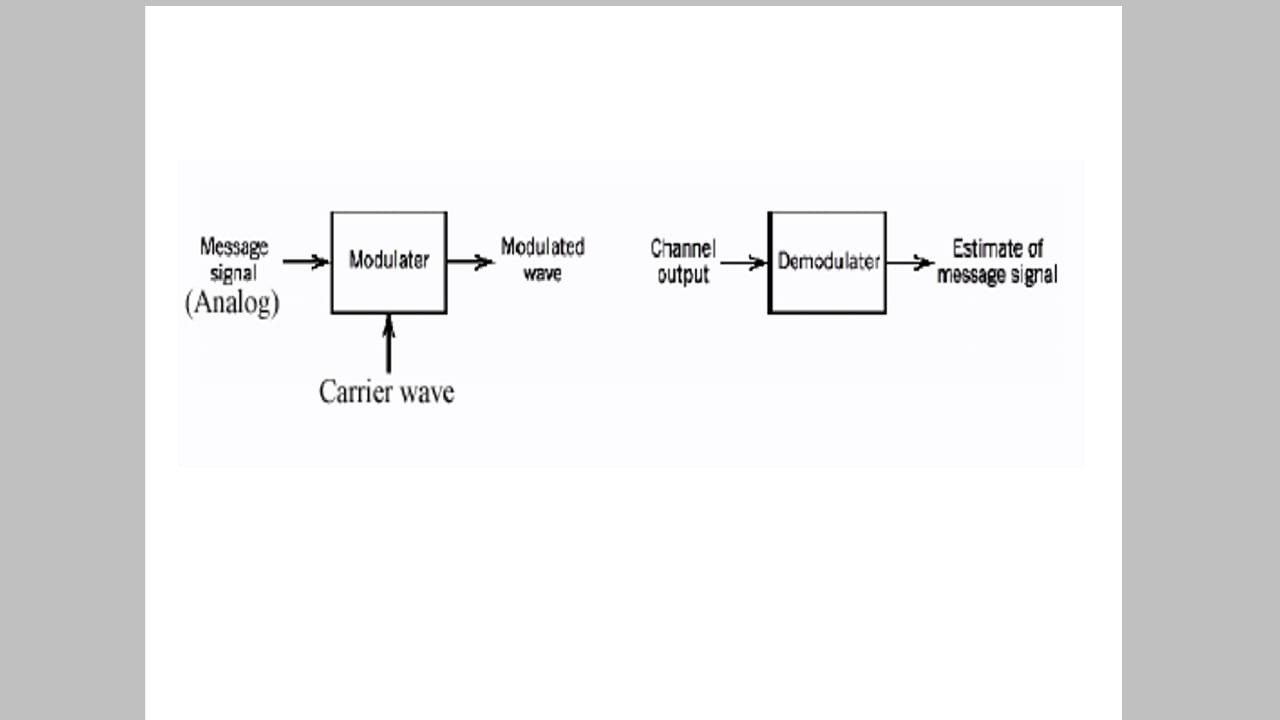 Message
signal
(Analog)
Modulater
Modulated
wave
Carrier wave
Channel
output
Demodulater
Estimate of
message signal